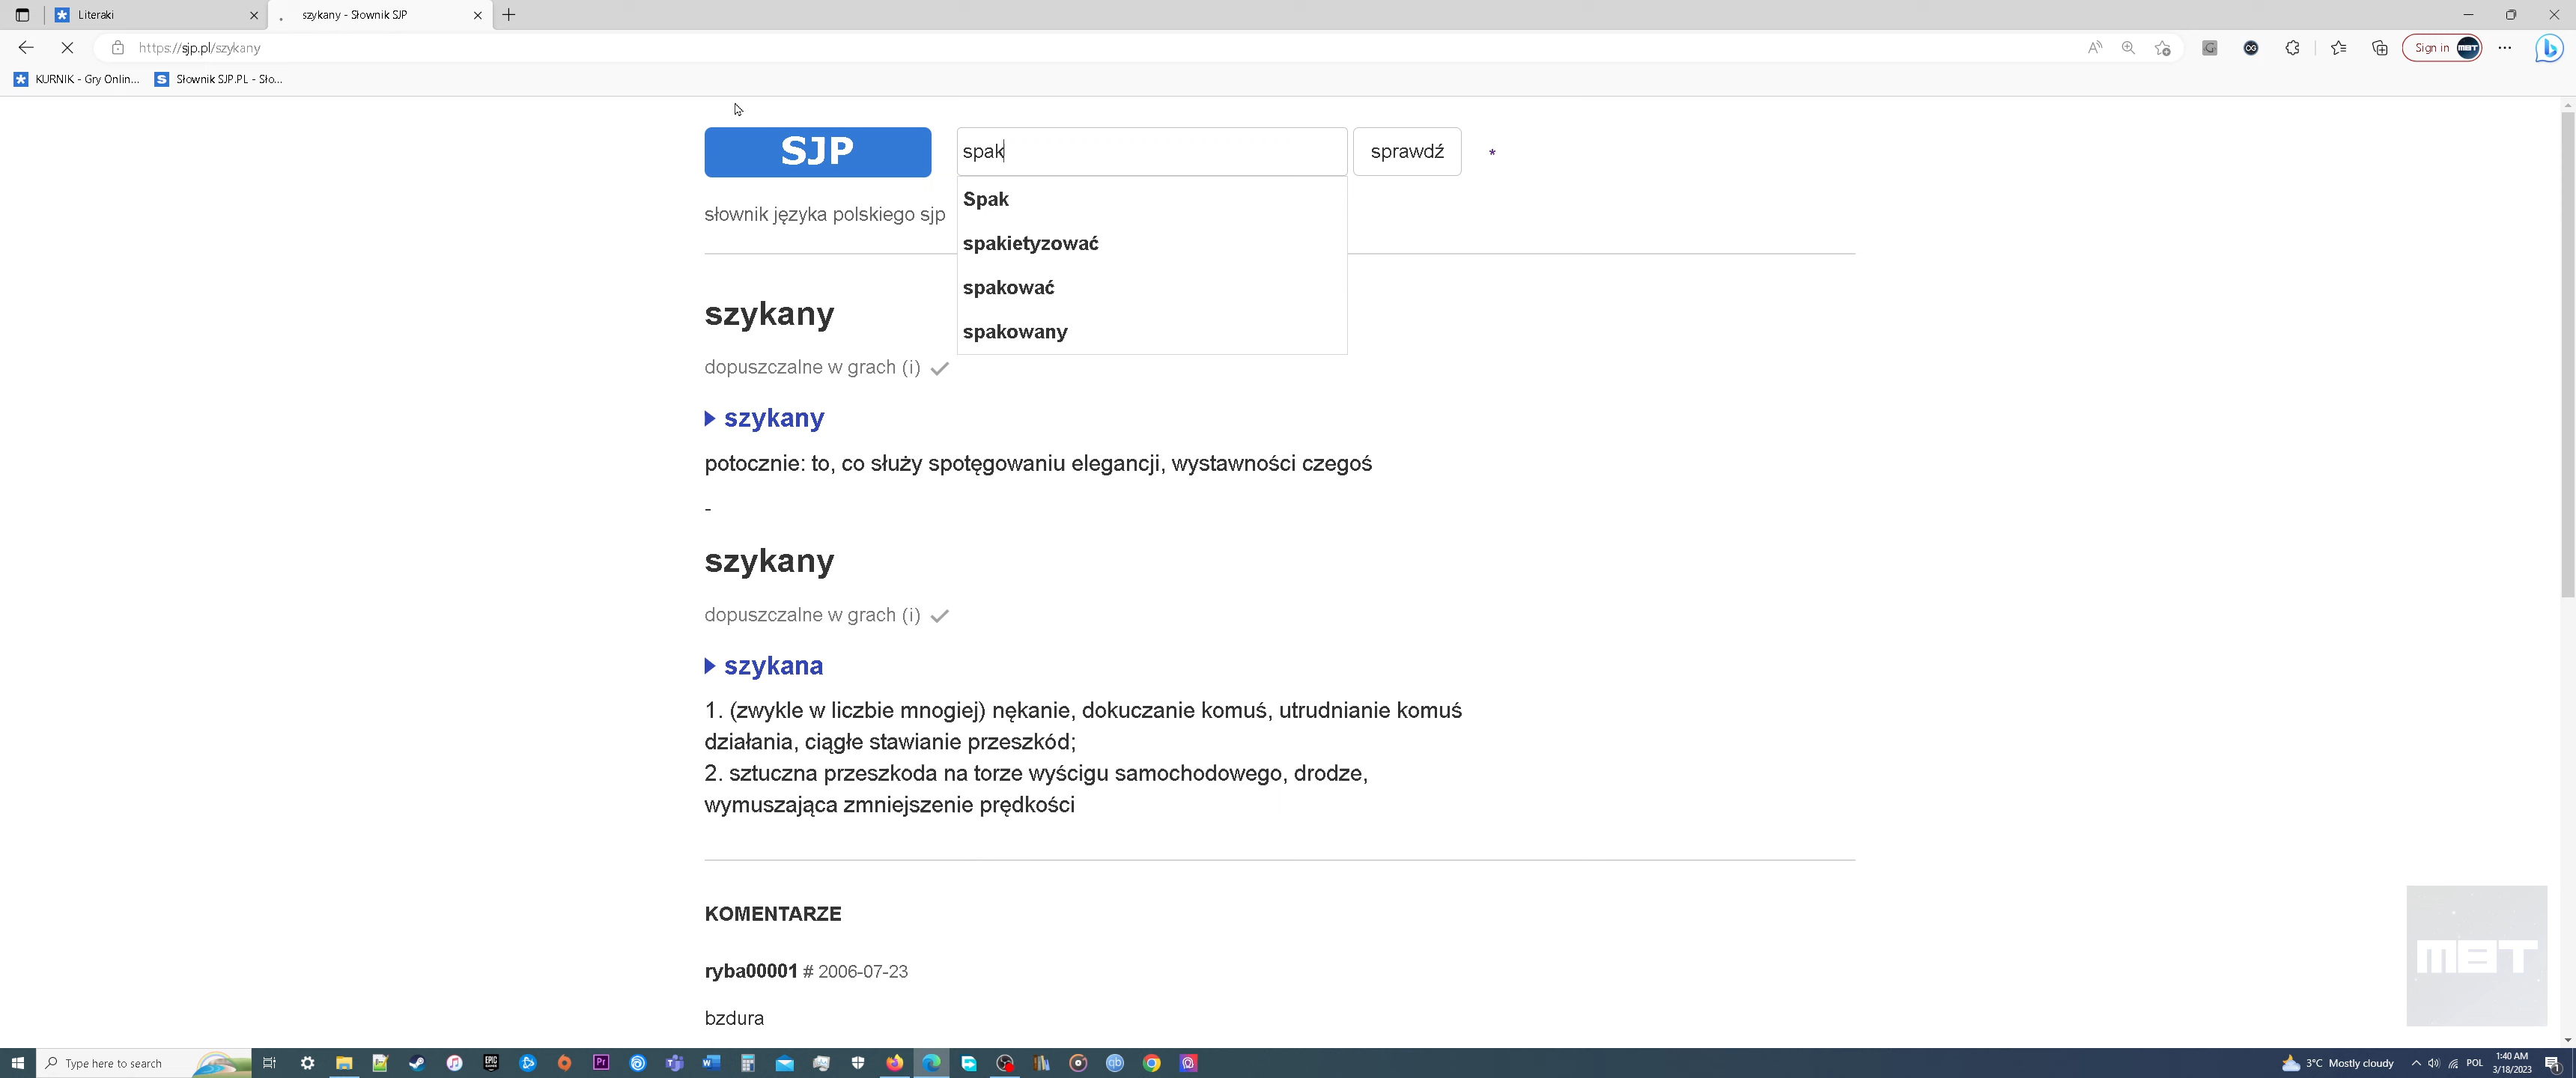 Literaki
szykany - Słownik SJP
https://sjp.pl/szykany
Sign in
KURNIK - Gry Onlin...
Słownik SJP.PL - Sło...
SJP
spak
sprawdź
*
słownik języka polskiego sjp
Spak
spakietyzować
spakować
spakowany
szykany
dopuszczalne w grach (i)
szykany
potocznie: to, co służy spotęgowaniu elegancji, wystawności czegoś
-
szykany
dopuszczalne w grach (i)
szykana
1. (zwykle w liczbie mnogiej) nękanie, dokuczanie komuś, utrudnianie komuś
działania, ciągłe stawianie przeszkód;
2. sztuczna przeszkoda na torze wyścigu samochodowego, drodze,
wymuszająca zmniejszenie prędkości
KOMENTARZE
ryba00001 # 2006-07-23
bzdura
MBT
Type here to search
3°C Mostly cloudy
POL
1:40 AM
3/18/2023